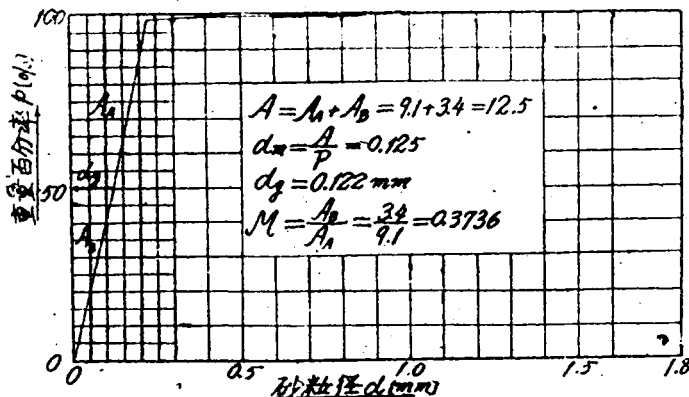 100
50
0
重量百分率 P(%)
A_A
d_g
A_B
A = A_A + A_B = 9.1 + 3.4 = 12.5
d_m = A/P = 0.125
d_g = 0.122 mm
M = A_B/A_A = 3.4/9.1 = 0.3736
0 0.5 1.0 1.5 1.8
砂粒径 d (mm)